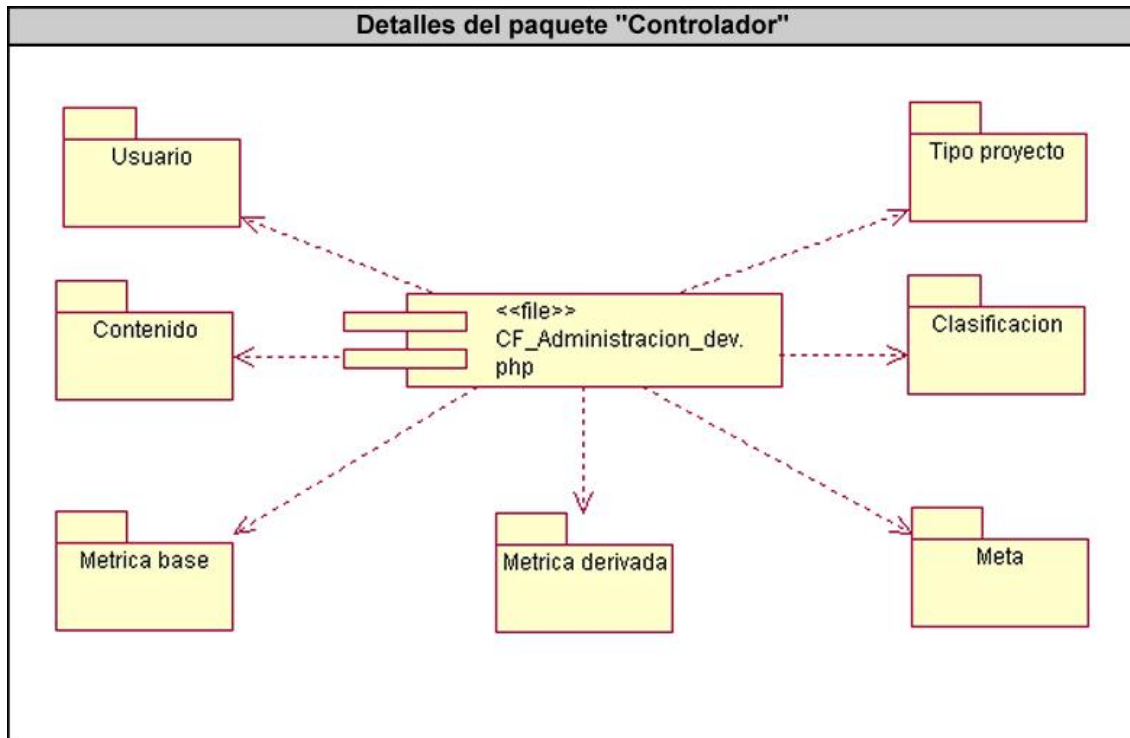 Detalles del paquete "Controlador"
Usuario
Tipo proyecto
Contenido
<<file>>
CF_Administracion_dev.
php
Clasificacion
Metrica base
Metrica derivada
Meta